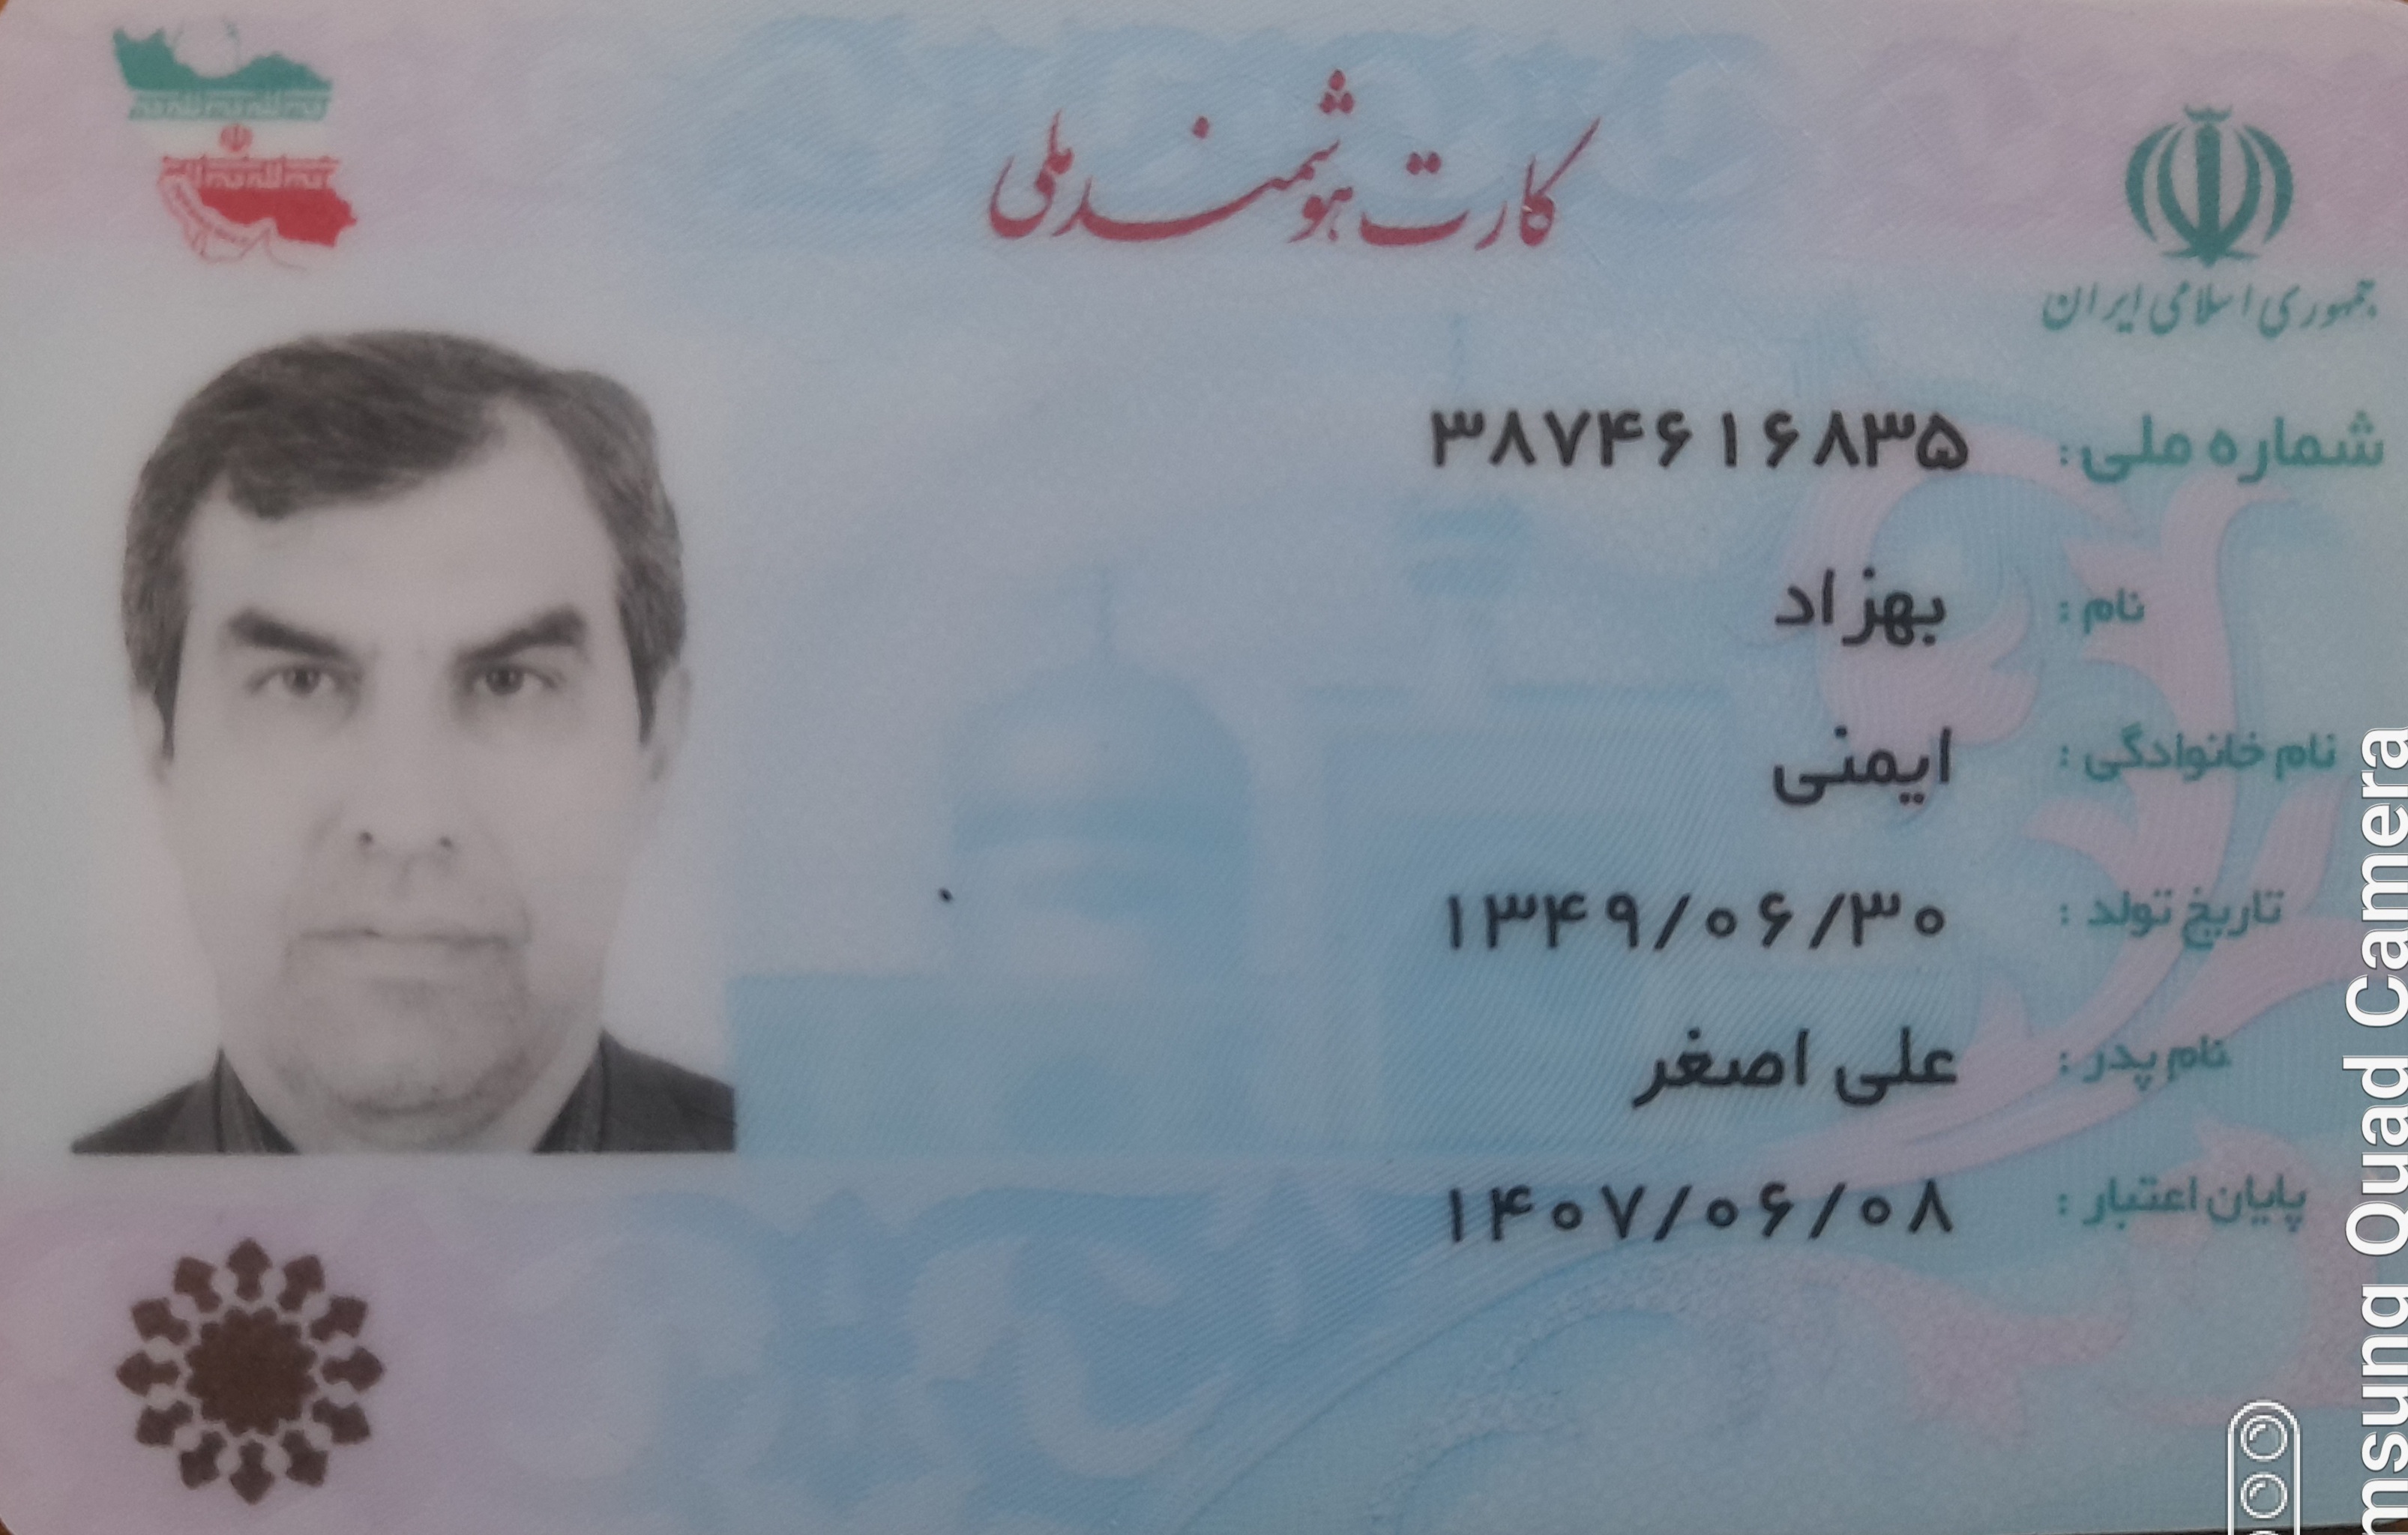 کارت هوشمند ملی
جمهوری اسلامی ایران
شماره ملی: ۳۸۷۴۶۱۶۸۳۵
نام: بهزاد
نام خانوادگی: ایمنی
تاریخ تولد: ۱۳۴۹/۰۶/۳۰
نام پدر: علی اصغر
پایان اعتبار: ۱۴۰۷/۰۶/۰۸
msung Quad Camera